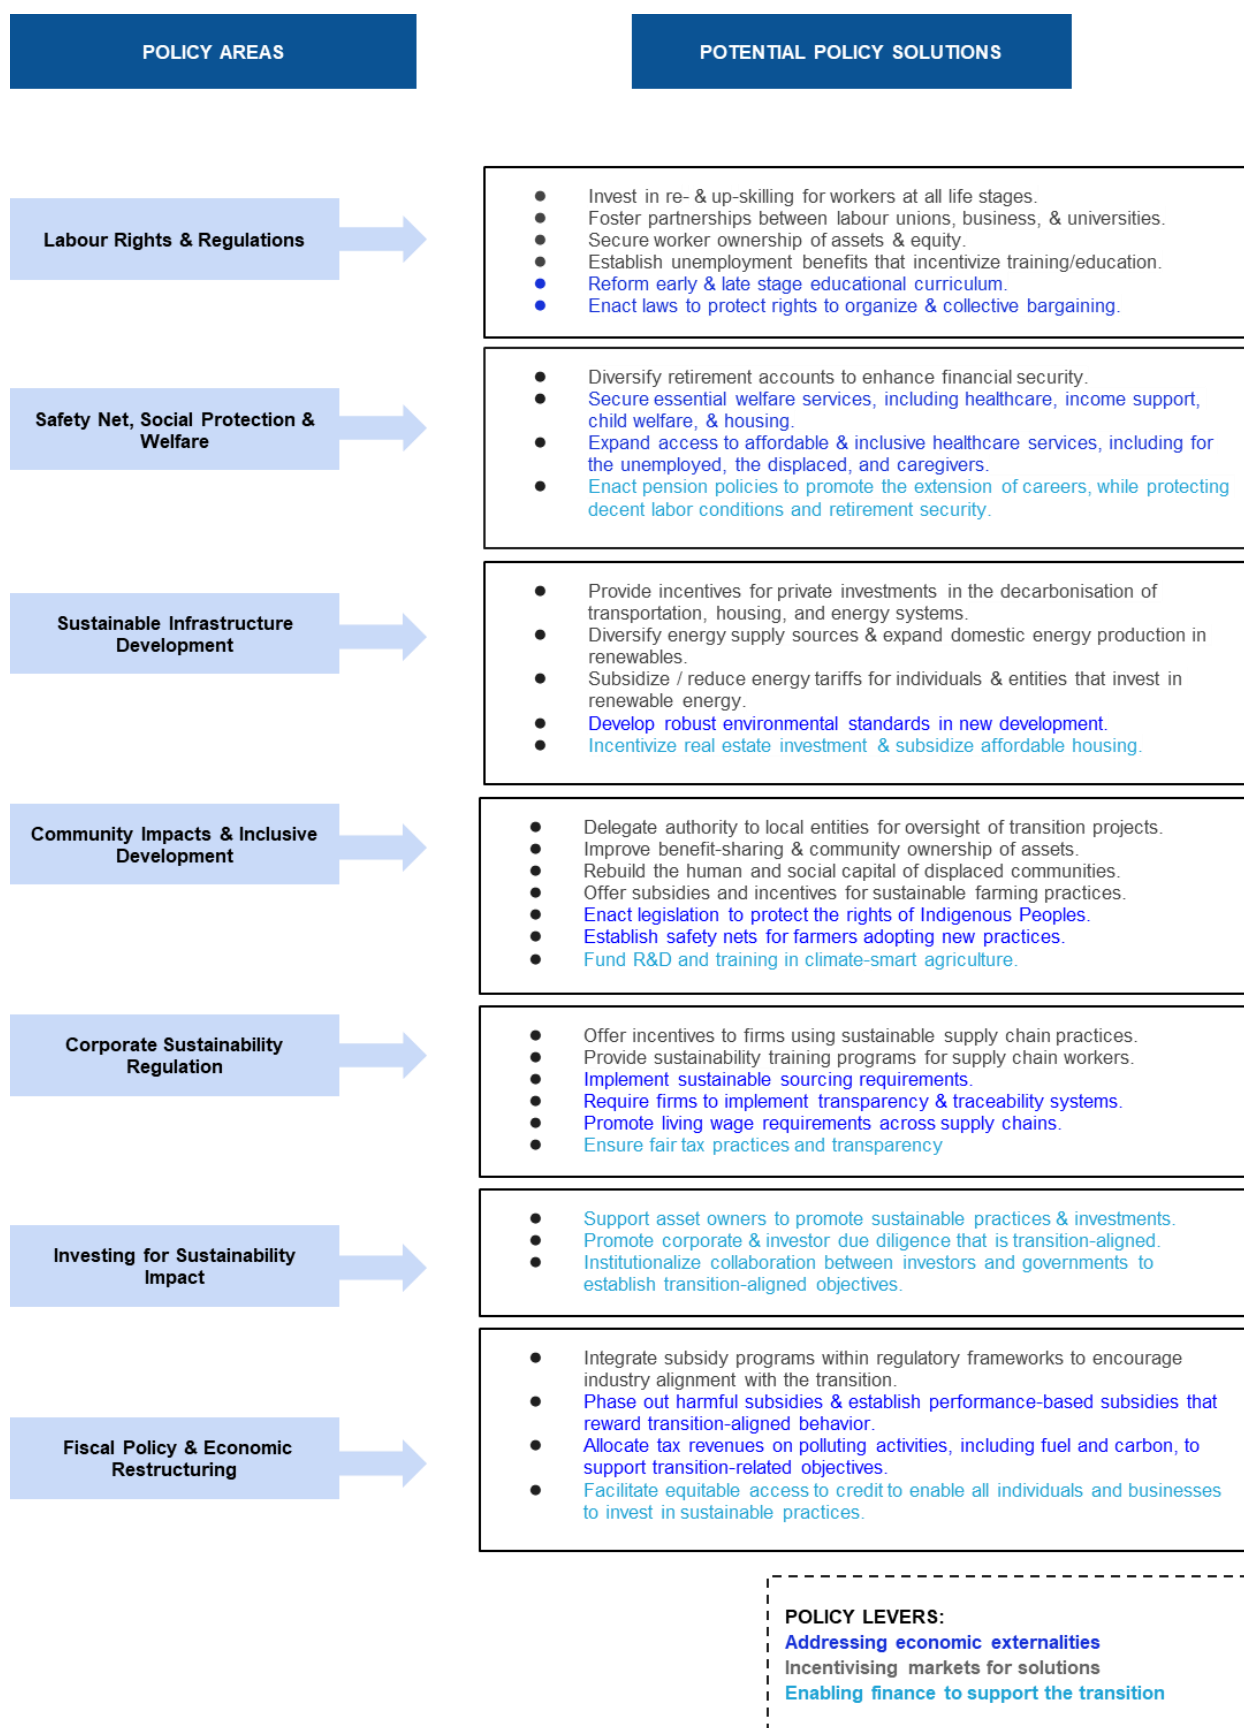 POLICY AREAS
POTENTIAL POLICY SOLUTIONS
Labour Rights & Regulations
Invest in re- & up-skilling for workers at all life stages.
Foster partnerships between labour unions, business, & universities.
Secure worker ownership of assets & equity.
Establish unemployment benefits that incentivize training/education.
Reform early & late stage educational curriculum.
Enact laws to protect rights to organize & collective bargaining.
Safety Net, Social Protection &
Welfare
Diversify retirement accounts to enhance financial security.
Secure essential welfare services, including healthcare, income support,
child welfare, & housing.
Expand access to affordable & inclusive healthcare services, including for
the unemployed, the displaced, and caregivers.
Enact pension policies to promote the extension of careers, while protecting
decent labor conditions and retirement security.
Sustainable Infrastructure
Development
Provide incentives for private investments in the decarbonisation of
transportation, housing, and energy systems.
Diversify energy supply sources & expand domestic energy production in
renewables.
Subsidize / reduce energy tariffs for individuals & entities that invest in
renewable energy.
Develop robust environmental standards in new development.
Incentivize real estate investment & subsidize affordable housing.
Community Impacts & Inclusive
Development
Delegate authority to local entities for oversight of transition projects.
Improve benefit-sharing & community ownership of assets.
Rebuild the human and social capital of displaced communities.
Offer subsidies and incentives for sustainable farming practices.
Enact legislation to protect the rights of Indigenous Peoples.
Establish safety nets for farmers adopting new practices.
Fund R&D and training in climate-smart agriculture.
Corporate Sustainability
Regulation
Offer incentives to firms using sustainable supply chain practices.
Provide sustainability training programs for supply chain workers.
Implement sustainable sourcing requirements.
Require firms to implement transparency & traceability systems.
Promote living wage requirements across supply chains.
Ensure fair tax practices and transparency
Investing for Sustainability
Impact
Support asset owners to promote sustainable practices & investments.
Promote corporate & investor due diligence that is transition-aligned.
Institutionalize collaboration between investors and governments to
establish transition-aligned objectives.
Fiscal Policy & Economic
Restructuring
Integrate subsidy programs within regulatory frameworks to encourage
industry alignment with the transition.
Phase out harmful subsidies & establish performance-based subsidies that
reward transition-aligned behavior.
Allocate tax revenues on polluting activities, including fuel and carbon, to
support transition-related objectives.
Facilitate equitable access to credit to enable all individuals and businesses
to invest in sustainable practices.
POLICY LEVERS:
Addressing economic externalities
Incentivising markets for solutions
Enabling finance to support the transition